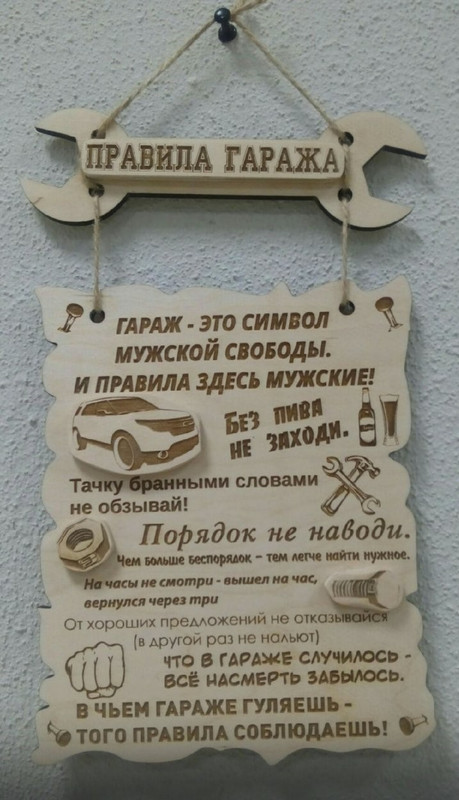 ПРАВИЛА ГАРАЖА
ГАРАЖ - ЭТО СИМВОЛ
МУЖСКОЙ СВОБОДЫ.
И ПРАВИЛА ЗДЕСЬ МУЖСКИЕ!
БЕЗ ПИВА
НЕ ЗАХОДИ.
Тачку бранными словами
не обзывай!
Порядок не наводи.
Чем больше беспорядок – тем легче найти нужное.
На часы не смотри - вышел на час,
вернулся через три
От хороших предложений не отказывайся
(в другой раз не нальют)
ЧТО В ГАРАЖЕ СЛУЧИЛОСЬ -
ВСЁ НАСМЕРТЬ ЗАБЫЛОСЬ.
В ЧЬЕМ ГАРАЖЕ ГУЛЯЕШЬ -
ТОГО ПРАВИЛА СОБЛЮДАЕШЬ!